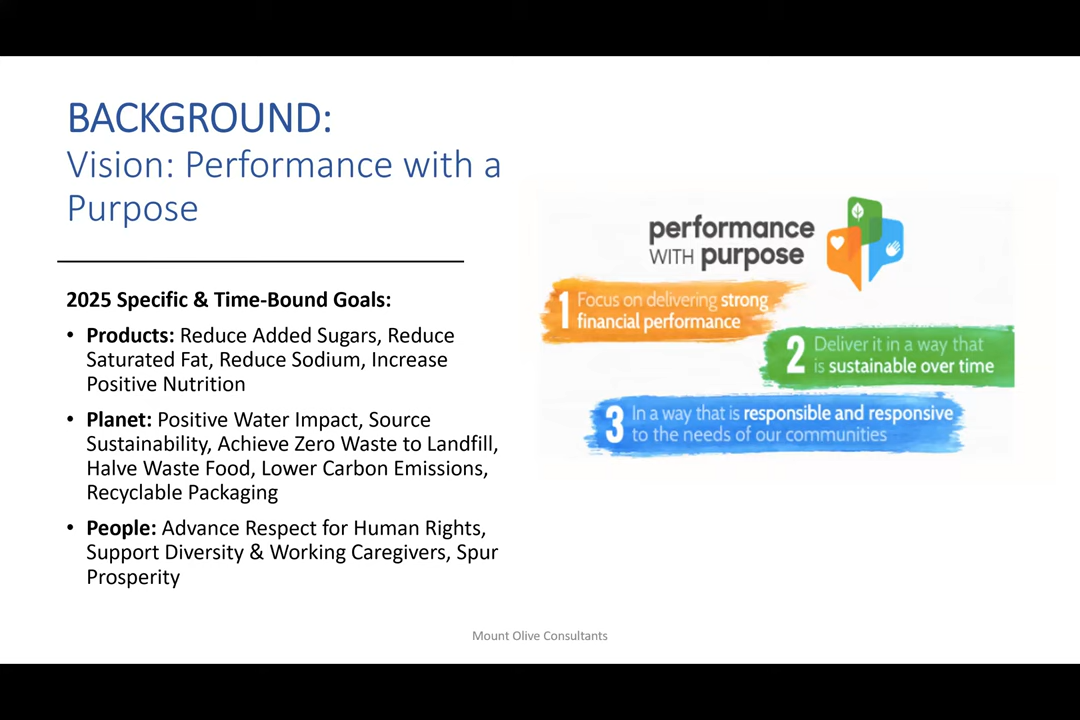 BACKGROUND:
Vision: Performance with a
Purpose
2025 Specific & Time-Bound Goals:
• Products: Reduce Added Sugars, Reduce
Saturated Fat, Reduce Sodium, Increase
Positive Nutrition
• Planet: Positive Water Impact, Source
Sustainability, Achieve Zero Waste to Landfill,
Halve Waste Food, Lower Carbon Emissions,
Recyclable Packaging
• People: Advance Respect for Human Rights,
Support Diversity & Working Caregivers, Spur
Prosperity
performance
WITH purpose
1 Focus on delivering strong
financial performance
2 Deliver it in a way that
is sustainable over time
3 In a way that is responsible and responsive
to the needs of our communities
Mount Olive Consultants